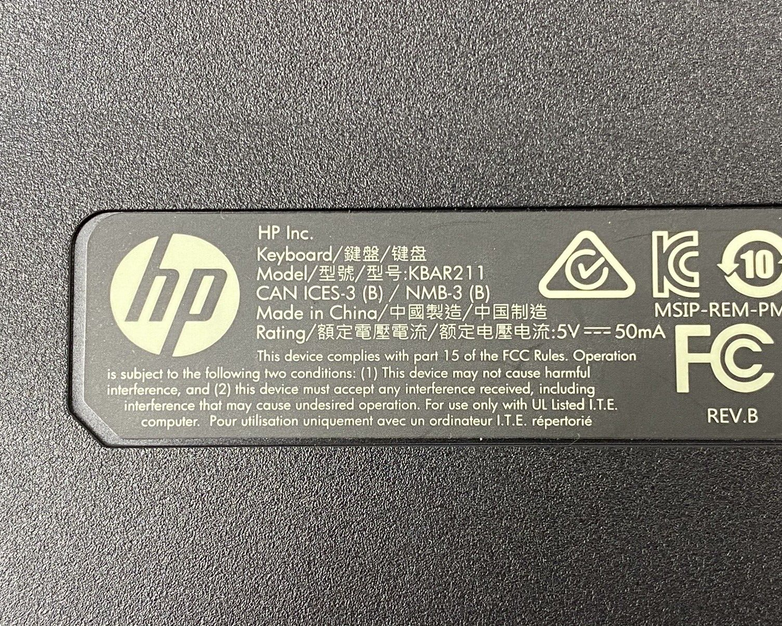 hp
HP Inc.
Keyboard/鍵盤/键盘
Model/型號/型号:KBAR211
CAN ICES-3 (B) / NMB-3 (B)
Made in China/中國製造/中国制造
Rating/額定電壓電流/额定电压电流:5V⎓50mA
This device complies with part 15 of the FCC Rules. Operation
is subject to the following two conditions: (1) This device may not cause harmful
interference, and (2) this device must accept any interference received, including
interference that may cause undesired operation. For use only with UL Listed I.T.E.
computer. Pour utilisation uniquement avec un ordinateur I.T.E. répertorié
KC
10
MSIP-REM-PM
FC
REV.B